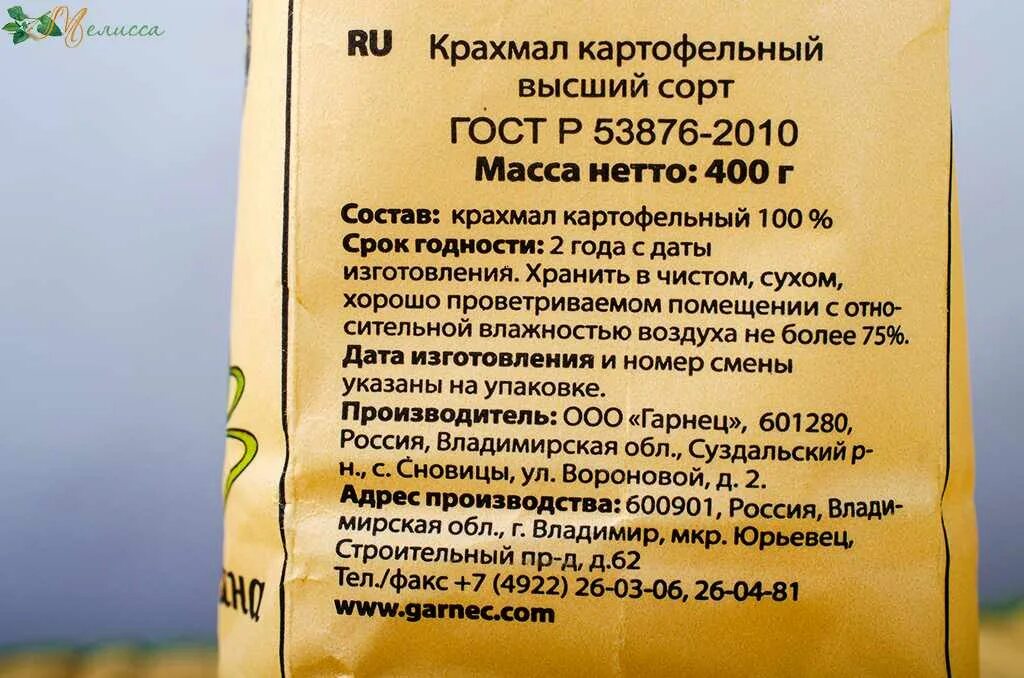 Мелисса
RU
Крахмал картофельный
высший сорт
ГОСТ Р 53876-2010
Масса нетто: 400 г
Состав: крахмал картофельный 100 %
Срок годности: 2 года с даты
изготовления. Хранить в чистом, сухом,
хорошо проветриваемом помещении с отно-
сительной влажностью воздуха не более 75%.
Дата изготовления и номер смены
указаны на упаковке.
Производитель: ООО «Гарнец», 601280,
Россия, Владимирская обл., Суздальский р-
н., с. Сновицы, ул. Вороновой, д. 2.
Адрес производства: 600901, Россия, Влади-
мирская обл., г. Владимир, мкр. Юрьевец,
Строительный пр-д, д.62
Тел./факс +7 (4922) 26-03-06, 26-04-81
www.garnec.com